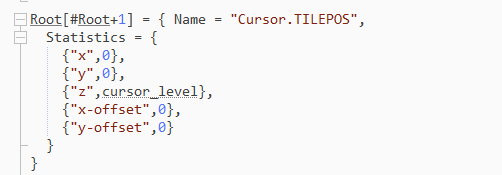 Root[#Root+1] = { Name = "Cursor.TILEPOS",
Statistics = {
{"x",0},
{"y",0},
{"z",cursor_level},
{"x-offset",0},
{"y-offset",0}
}
}